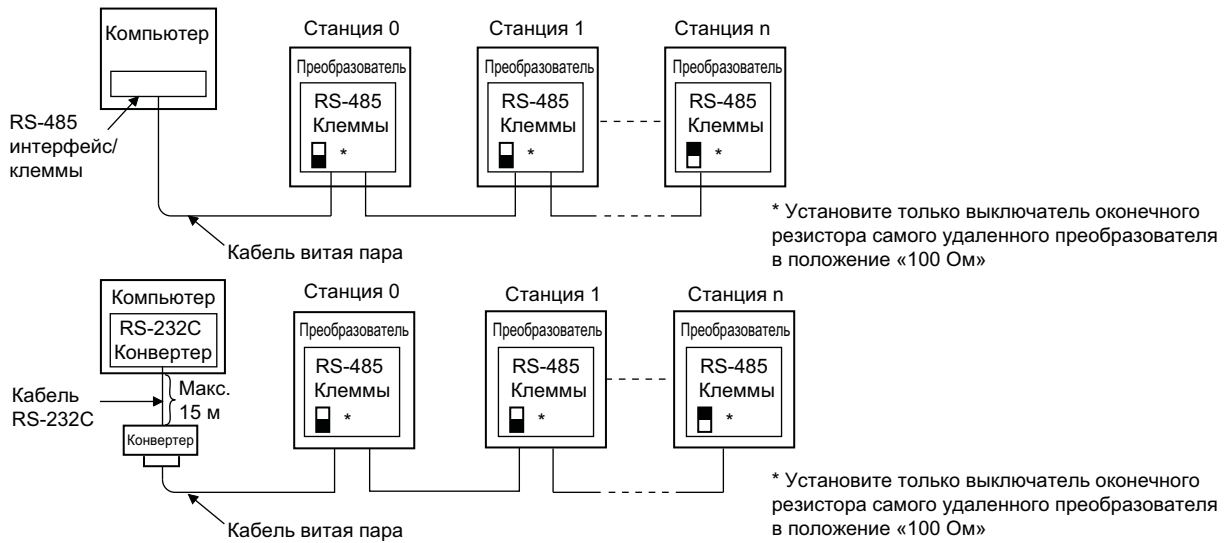 Компьютер
Станция 0
Станция 1
Станция n
Преобразователь
Преобразователь
Преобразователь
RS-485
Клеммы
*
RS-485
Клеммы
*
RS-485
Клеммы
*
RS-485
интерфейс/
клеммы
Кабель витая пара
* Установите только выключатель оконечного
резистора самого удаленного преобразователя
в положение «100 Ом»
Компьютер
RS-232C
Конвертер
Станция 0
Станция 1
Станция n
Преобразователь
Преобразователь
Преобразователь
RS-485
Клеммы
*
RS-485
Клеммы
*
RS-485
Клеммы
*
Кабель
RS-232C
Макс.
15 м
Конвертер
Кабель витая пара
* Установите только выключатель оконечного
резистора самого удаленного преобразователя
в положение «100 Ом»